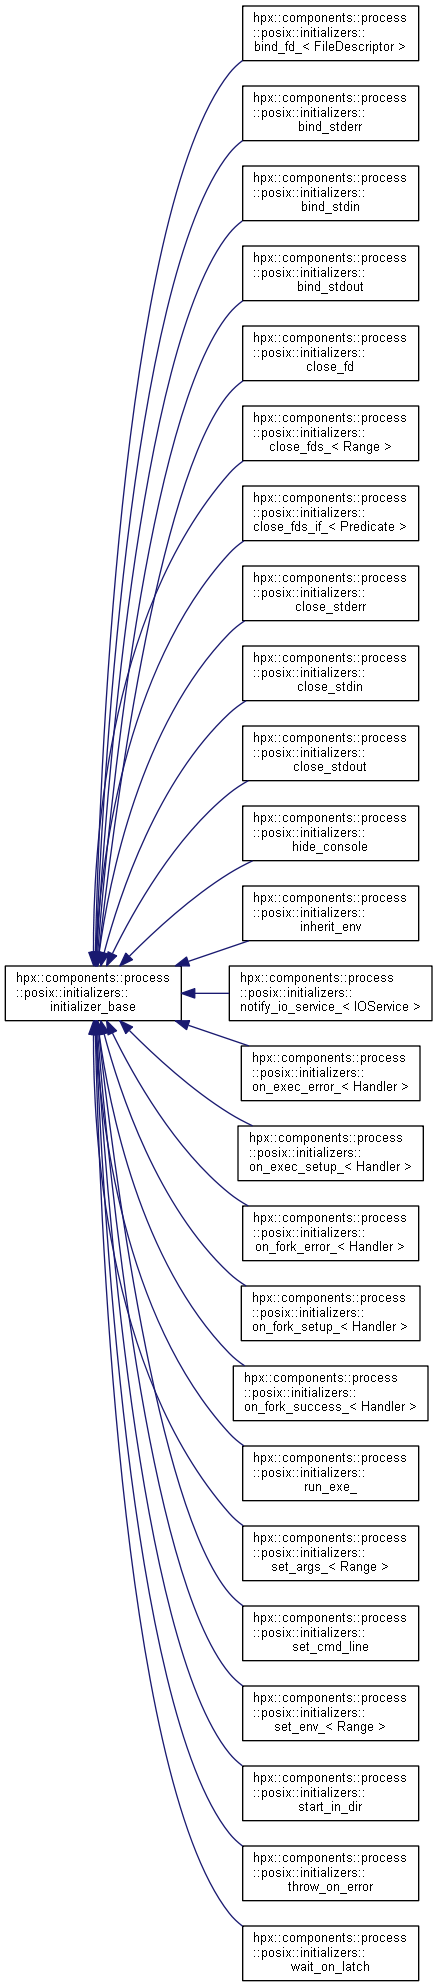 hpx::components::process
::posix::initializers::
bind_fd_< FileDescriptor >
hpx::components::process
::posix::initializers::
bind_stderr
hpx::components::process
::posix::initializers::
bind_stdin
hpx::components::process
::posix::initializers::
bind_stdout
hpx::components::process
::posix::initializers::
close_fd
hpx::components::process
::posix::initializers::
close_fds_< Range >
hpx::components::process
::posix::initializers::
close_fds_if_< Predicate >
hpx::components::process
::posix::initializers::
close_stderr
hpx::components::process
::posix::initializers::
close_stdin
hpx::components::process
::posix::initializers::
close_stdout
hpx::components::process
::posix::initializers::
hide_console
hpx::components::process
::posix::initializers::
inherit_env
hpx::components::process
::posix::initializers::
initializer_base
hpx::components::process
::posix::initializers::
notify_io_service_< IOService >
hpx::components::process
::posix::initializers::
on_exec_error_< Handler >
hpx::components::process
::posix::initializers::
on_exec_setup_< Handler >
hpx::components::process
::posix::initializers::
on_fork_error_< Handler >
hpx::components::process
::posix::initializers::
on_fork_setup_< Handler >
hpx::components::process
::posix::initializers::
on_fork_success_< Handler >
hpx::components::process
::posix::initializers::
run_exe_
hpx::components::process
::posix::initializers::
set_args_< Range >
hpx::components::process
::posix::initializers::
set_cmd_line
hpx::components::process
::posix::initializers::
set_env_< Range >
hpx::components::process
::posix::initializers::
start_in_dir
hpx::components::process
::posix::initializers::
throw_on_error
hpx::components::process
::posix::initializers::
wait_on_latch